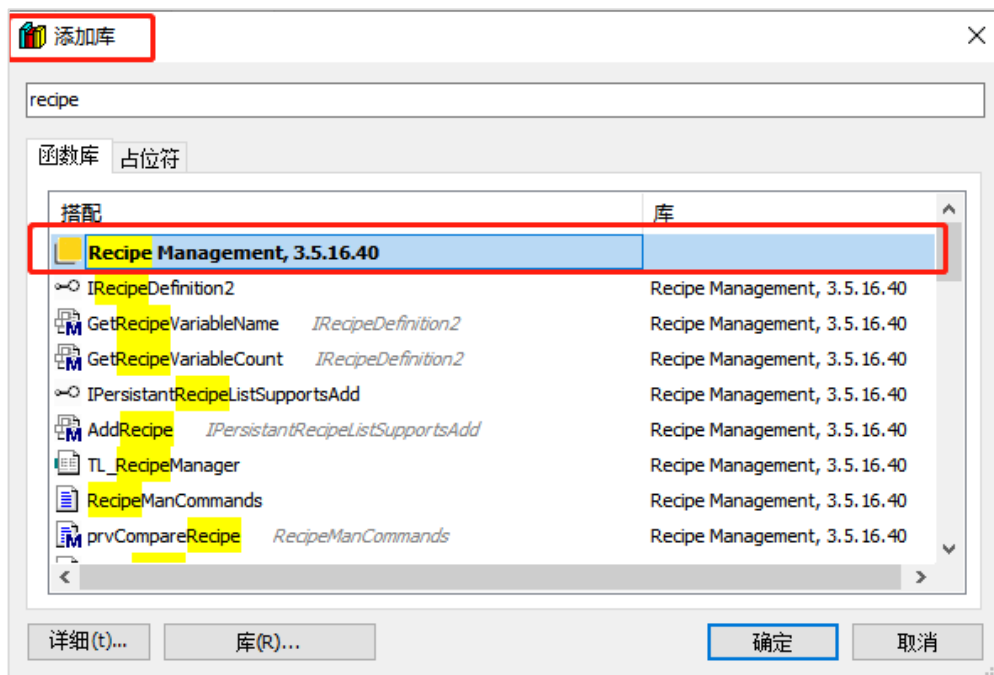 添加库
recipe
函数库 占位符
搭配 库
Recipe Management, 3.5.16.40
IRecipeDefinition2 Recipe Management, 3.5.16.40
GetRecipeVariableName IRecipeDefinition2 Recipe Management, 3.5.16.40
GetRecipeVariableCount IRecipeDefinition2 Recipe Management, 3.5.16.40
IPersistantRecipeListSupportsAdd Recipe Management, 3.5.16.40
AddRecipe IPersistantRecipeListSupportsAdd Recipe Management, 3.5.16.40
TL_RecipeManager Recipe Management, 3.5.16.40
RecipeManCommands Recipe Management, 3.5.16.40
prvCompareRecipe RecipeManCommands Recipe Management, 3.5.16.40
详细(t)... 库(R)... 确定 取消